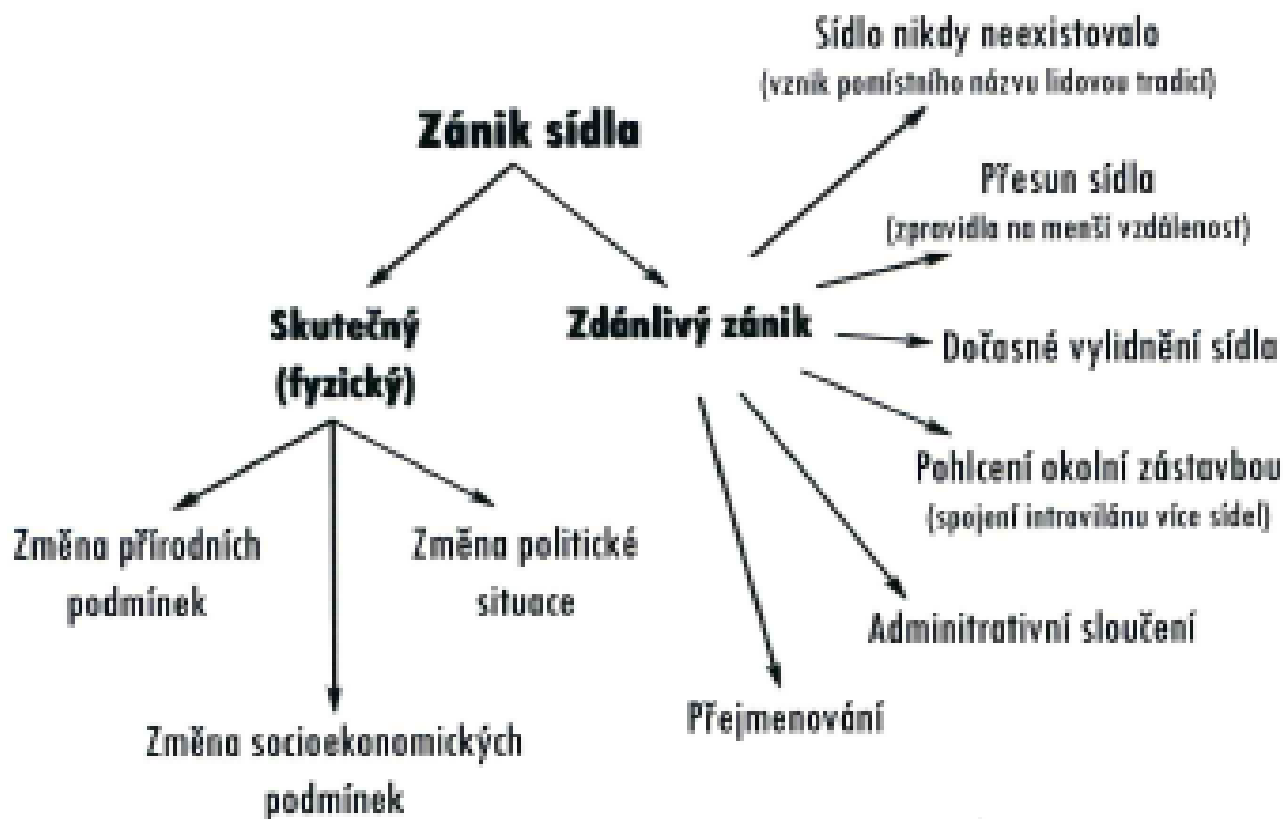 Zánik sídla
Skutečný
(fyzický)
Změna přírodních
podmínek
Změna socioekonomických
podmínek
Změna politické
situace
Zdánlivý zánik
Sídlo nikdy neexistovalo
(vznik pomístního názvu lidovou tradicí)
Přesun sídla
(zpravidla na menší vzdálenost)
Dočasné vylidnění sídla
Pohlcení okolní zástavbou
(spojení intravilánu více sídel)
Adminitrativní sloučení
Přejmenování